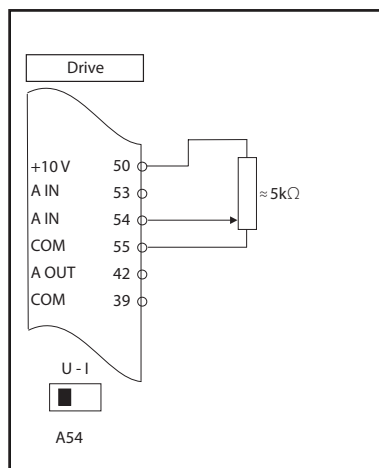 Drive
+10 V 50
A IN 53
A IN 54
≈5kΩ
COM 55
A OUT 42
COM 39
U - I
A54